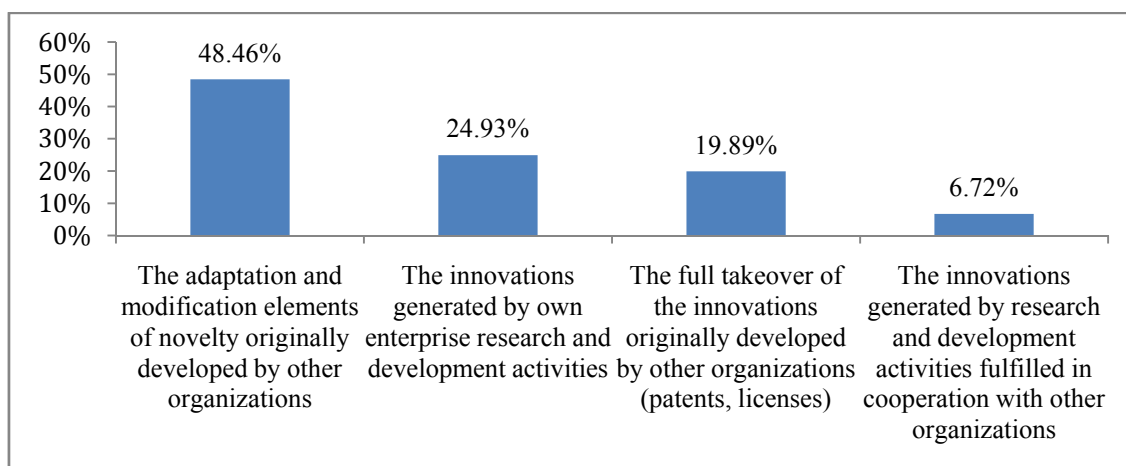 60%
50%
40%
30%
20%
10%
0%
48.46%
24.93%
19.89%
6.72%
The adaptation and
modification elements
of novelty originally
developed by other
organizations
The innovations
generated by own
enterprise research and
development activities
The full takeover of
the innovations
originally developed
by other organizations
(patents, licenses)
The innovations
generated by research
and development
activities fulfilled in
cooperation with other
organizations